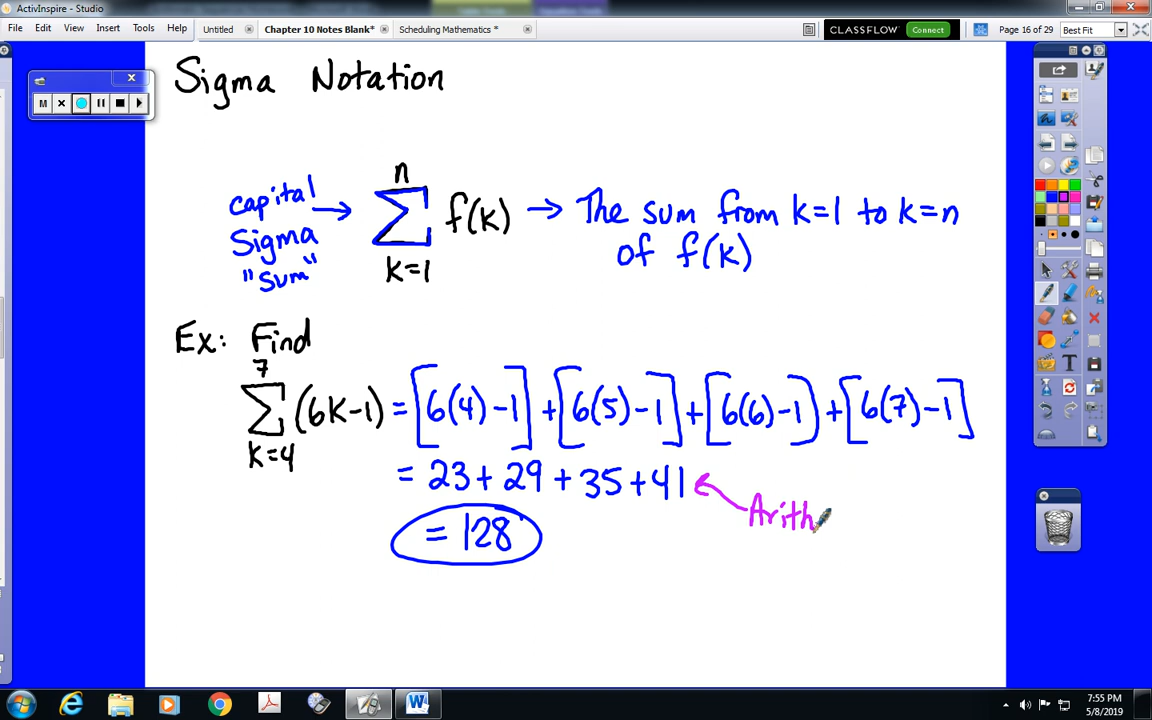 ActivInspire - Studio
File Edit View Insert Tools Help Untitled Chapter 10 Notes Blank* Scheduling Mathematics * CLASSFLOW Connect Page 16 of 29 Best Fit
Sigma Notation
capital
Sigma
"Sum"
n
∑ f(k) → The sum from k=1 to k=n
k=1
of f(k)
Ex: Find
7
∑ (6k-1) = [6(4)-1] + [6(5)-1] + [6(6)-1) + [6(7)-1]
k=4
= 23 + 29 + 35 + 41
Arith
= 128
7:55 PM
5/8/2019